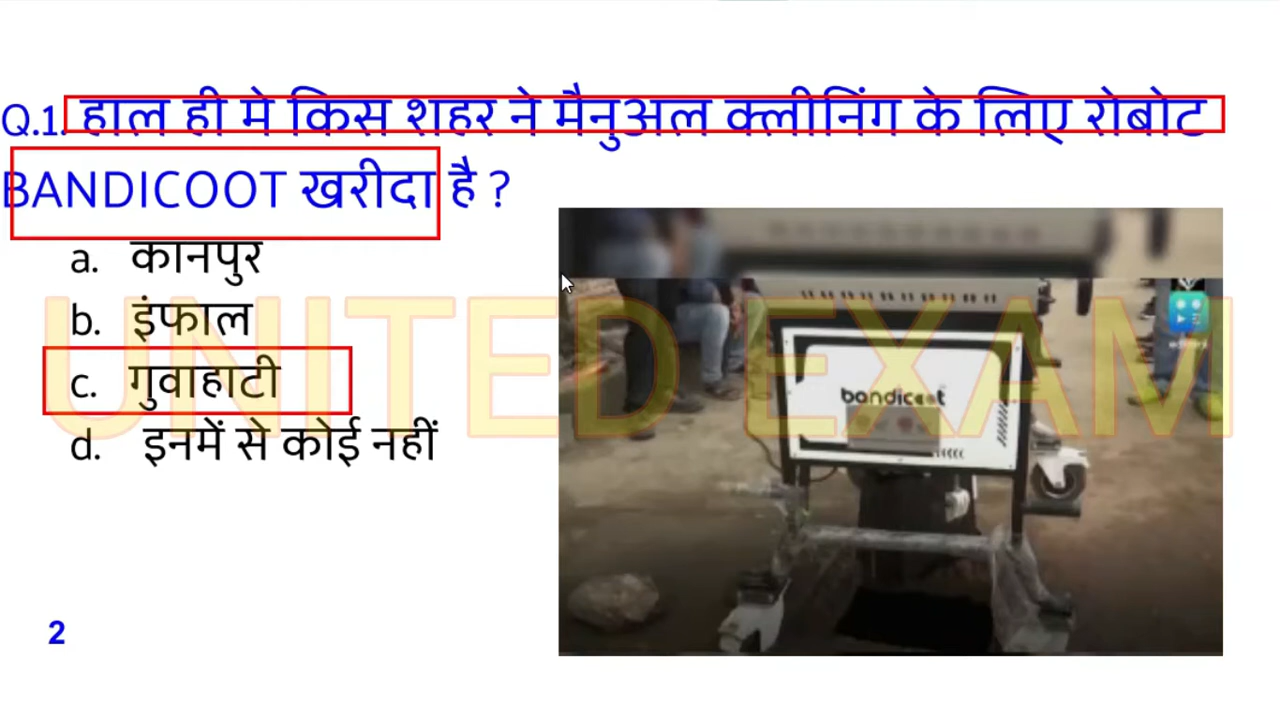 Q.1. हाल ही मे किस शहर ने मैनुअल क्लीनिंग के लिए रोबोट
BANDICOOT खरीदा है ?
a. कानपुर
b. इंफाल
c. गुवाहाटी
d. इनमें से कोई नहीं
UNITED EXAM
bandicoot
2